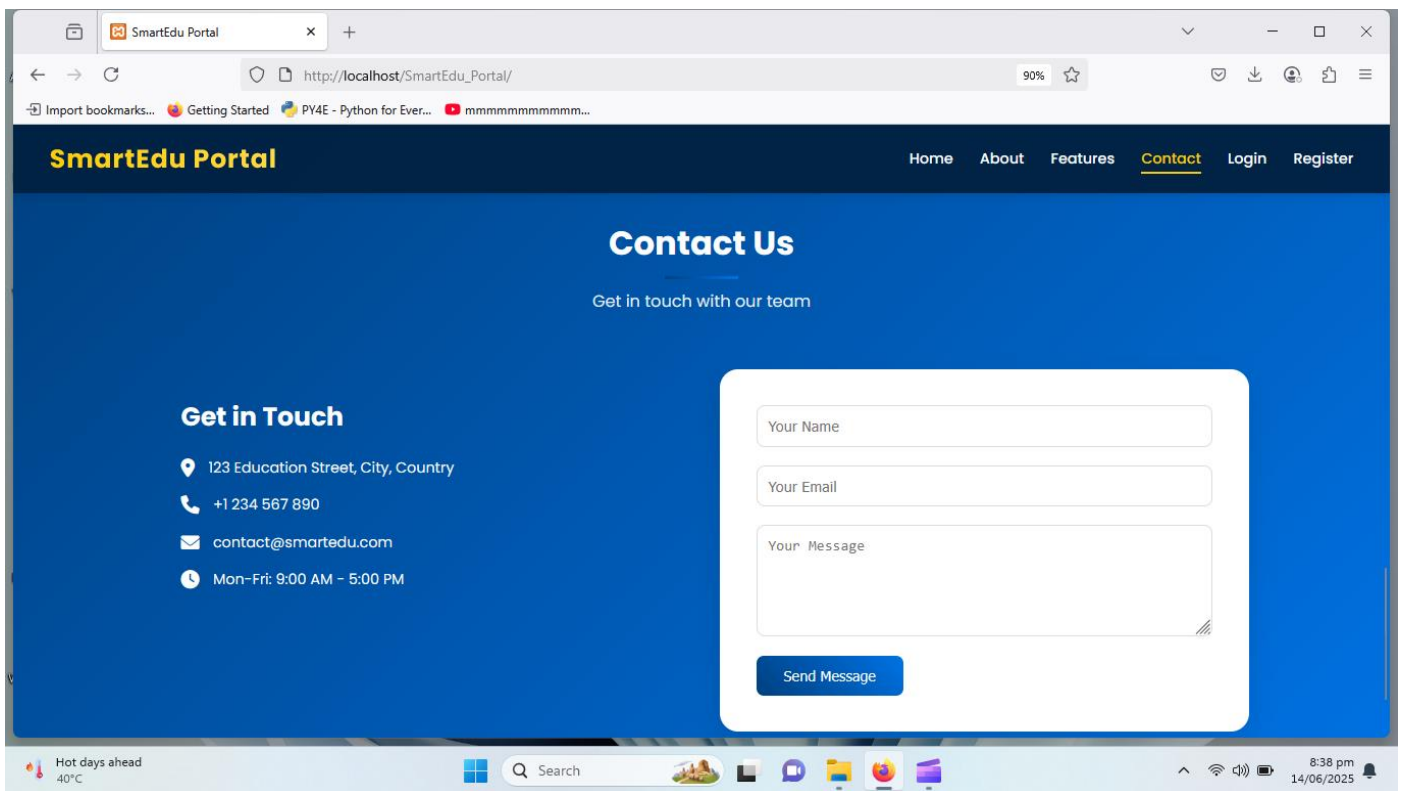 SmartEdu Portal
http://localhost/SmartEdu_Portal/
90%
Import bookmarks... Getting Started PY4E - Python for Ever... mmmmmmmmmmm...
SmartEdu Portal Home About Features Contact Login Register
Contact Us
Get in touch with our team
Get in Touch
123 Education Street, City, Country
+1 234 567 890
contact@smartedu.com
Mon-Fri: 9:00 AM - 5:00 PM
Your Name
Your Email
Your Message
Send Message
Hot days ahead
40°C
Search
8:38 pm
14/06/2025